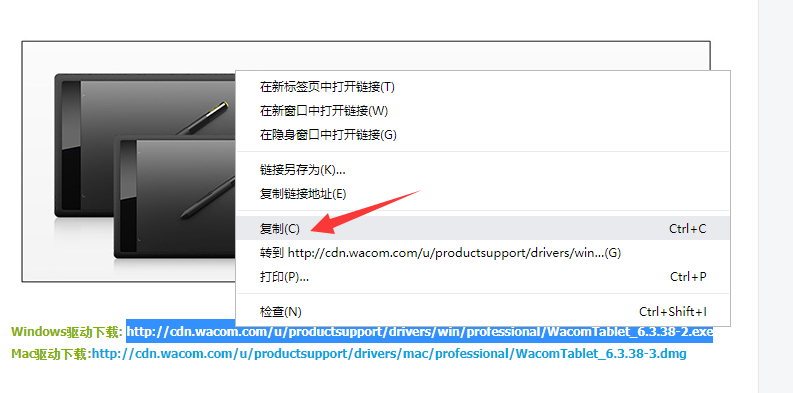 在新标签页中打开链接(T)
在新窗口中打开链接(W)
在隐身窗口中打开链接(G)
链接另存为(K)...
复制链接地址(E)
复制(C) Ctrl+C
转到 http://cdn.wacom.com/u/productsupport/drivers/win...(G)
打印(P)... Ctrl+P
检查(N) Ctrl+Shift+I
Windows驱动下载: http://cdn.wacom.com/u/productsupport/drivers/win/professional/WacomTablet_6.3.38-2.exe
Mac驱动下载:http://cdn.wacom.com/u/productsupport/drivers/mac/professional/WacomTablet_6.3.38-3.dmg